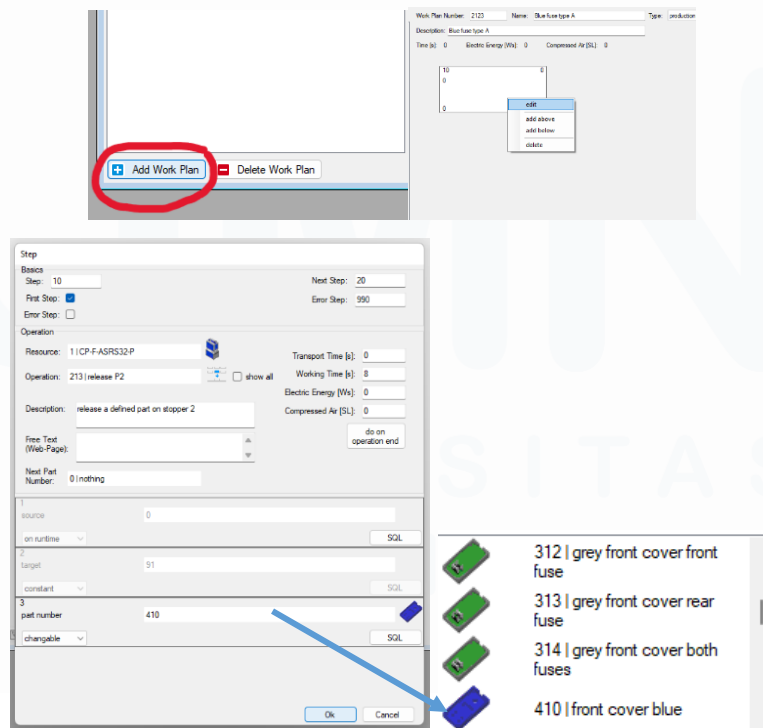 Add Work Plan Delete Work Plan
Work Plan Number: 2123 Name: Blue fuse type A Type: production
Description: Blue fuse type A
Time [s]: 0 Electric Energy [Ws]: 0 Compressed Air [SL]: 0
10 0
0
0
edit
add above
add below
delete
Step
Basics
Step: 10 Next Step: 20
First Step: Error Step: 990
Error Step:
Operation
Resource: 1 | CP-F-ASRS32-P Transport Time [s]: 0
Operation: 213 | release P2 show all Working Time [s]: 8
Electric Energy [Ws]: 0
Description: release a defined part on stopper 2 Compressed Air [SL]: 0
do on
operation end
Free Text
(Web-Page):
Next Part
Number: 0 | nothing
1
source 0
on runtime SQL
2
target 91
constant SQL
3
part number 410
changable SQL
Ok Cancel
312 | grey front cover front
fuse
313 | grey front cover rear
fuse
314 | grey front cover both
fuses
410 | front cover blue
S I T A S